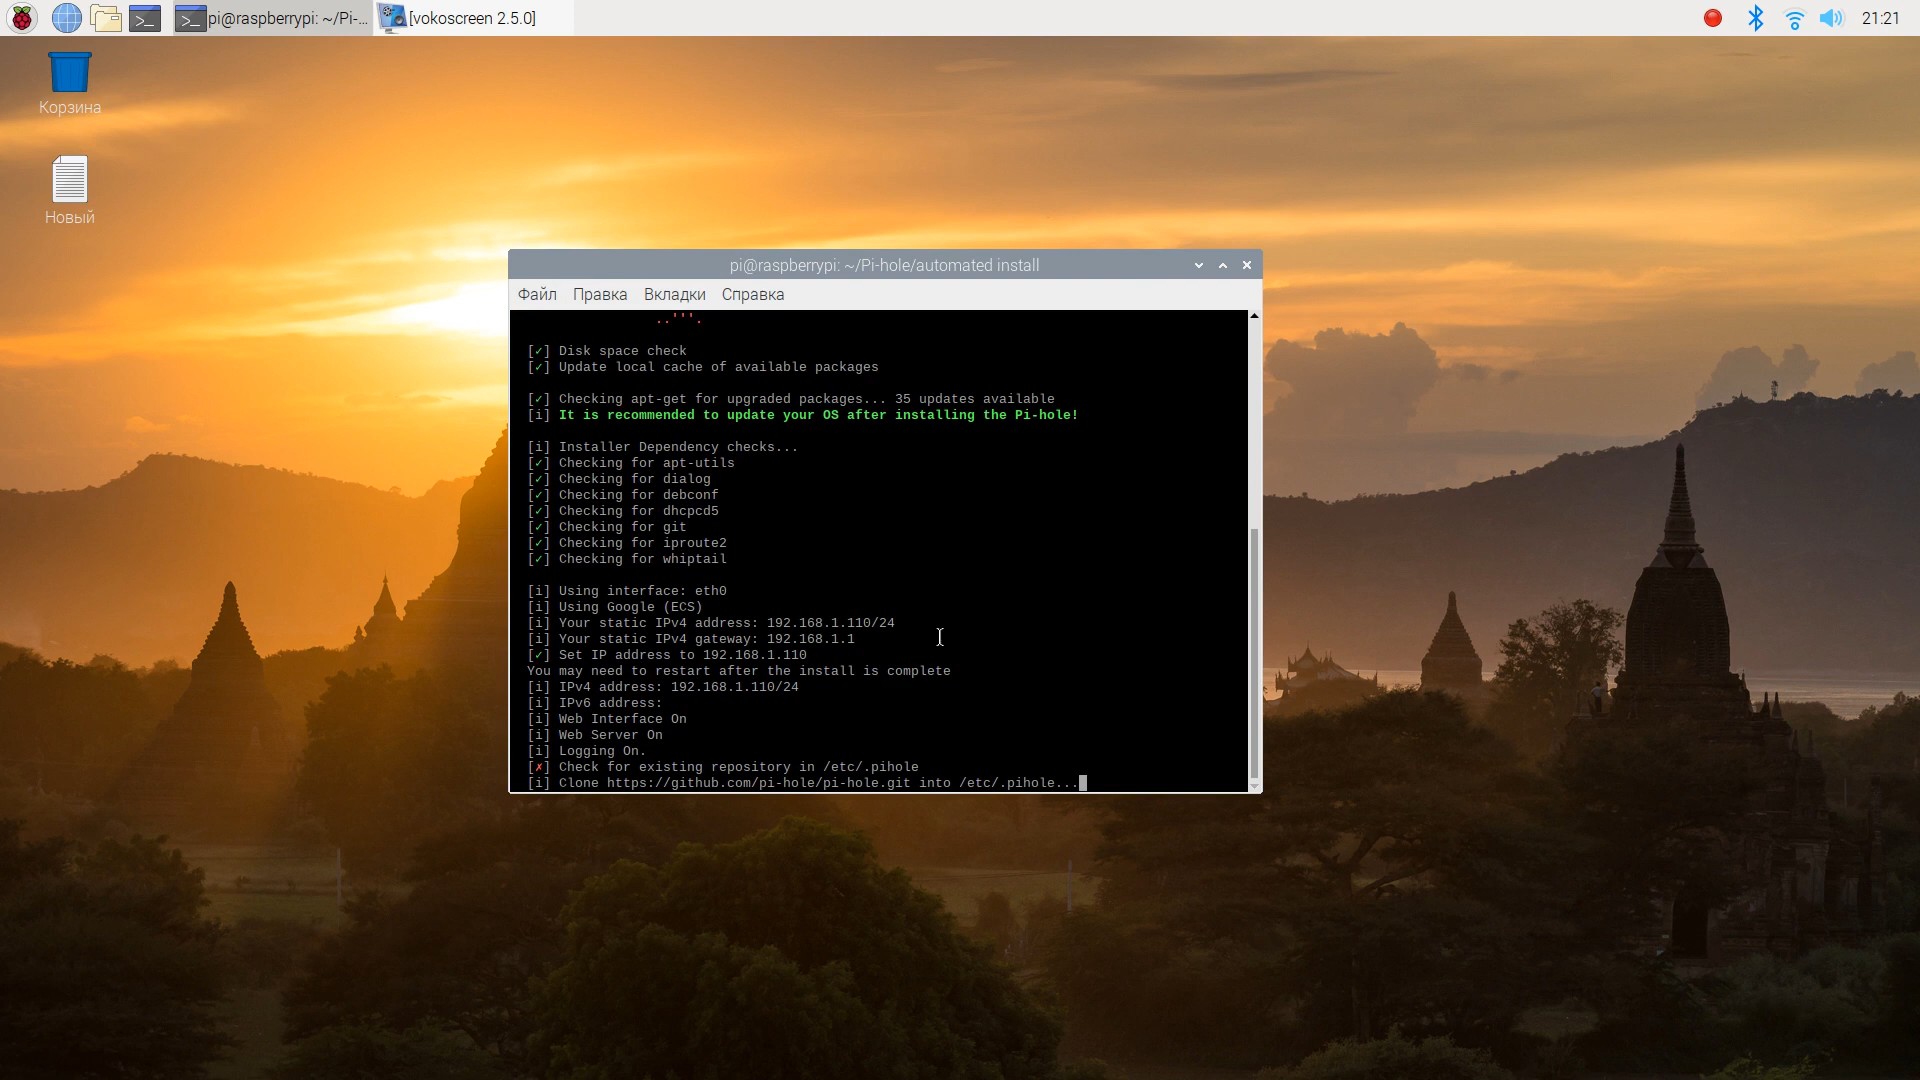 pi@raspberrypi: ~/Pi-...
[vokoscreen 2.5.0]
21:21
Корзина
Новый
pi@raspberrypi: ~/Pi-hole/automated install
Файл Правка Вкладки Справка
..'''.
[✓] Disk space check
[✓] Update local cache of available packages
[✓] Checking apt-get for upgraded packages... 35 updates available
[i] It is recommended to update your OS after installing the Pi-hole!
[i] Installer Dependency checks...
[✓] Checking for apt-utils
[✓] Checking for dialog
[✓] Checking for debconf
[✓] Checking for dhcpcd5
[✓] Checking for git
[✓] Checking for iproute2
[✓] Checking for whiptail
[i] Using interface: eth0
[i] Using Google (ECS)
[i] Your static IPv4 address: 192.168.1.110/24
[i] Your static IPv4 gateway: 192.168.1.1
[✓] Set IP address to 192.168.1.110
You may need to restart after the install is complete
[i] IPv4 address: 192.168.1.110/24
[i] IPv6 address:
[i] Web Interface On
[i] Web Server On
[i] Logging On.
[✗] Check for existing repository in /etc/.pihole
[i] Clone https://github.com/pi-hole/pi-hole.git into /etc/.pihole...